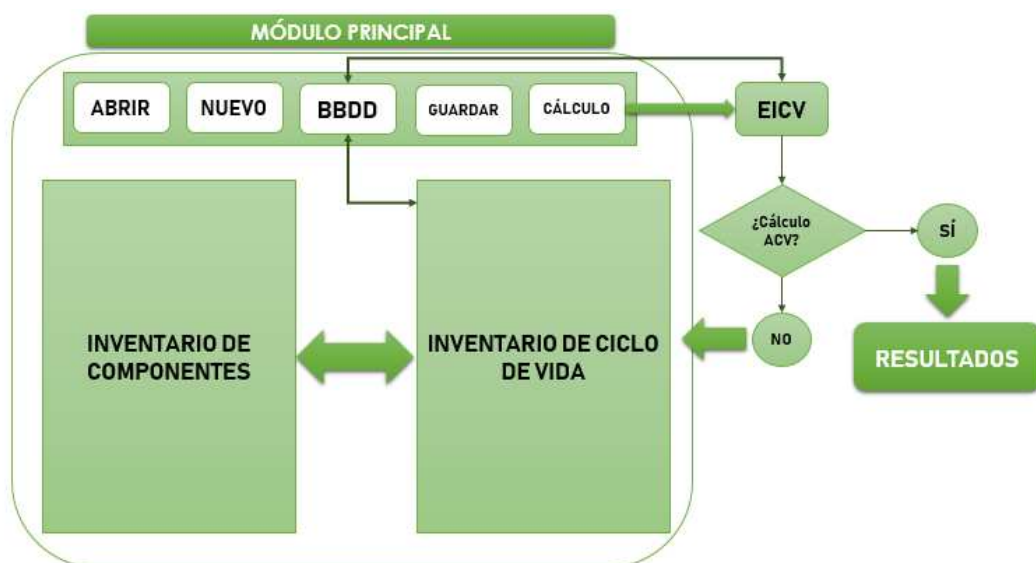 MÓDULO PRINCIPAL
ABRIR
NUEVO
BBDD
GUARDAR
CÁLCULO
EICV
¿Cálculo
ACV?
SÍ
NO
INVENTARIO DE
COMPONENTES
INVENTARIO DE CICLO
DE VIDA
RESULTADOS